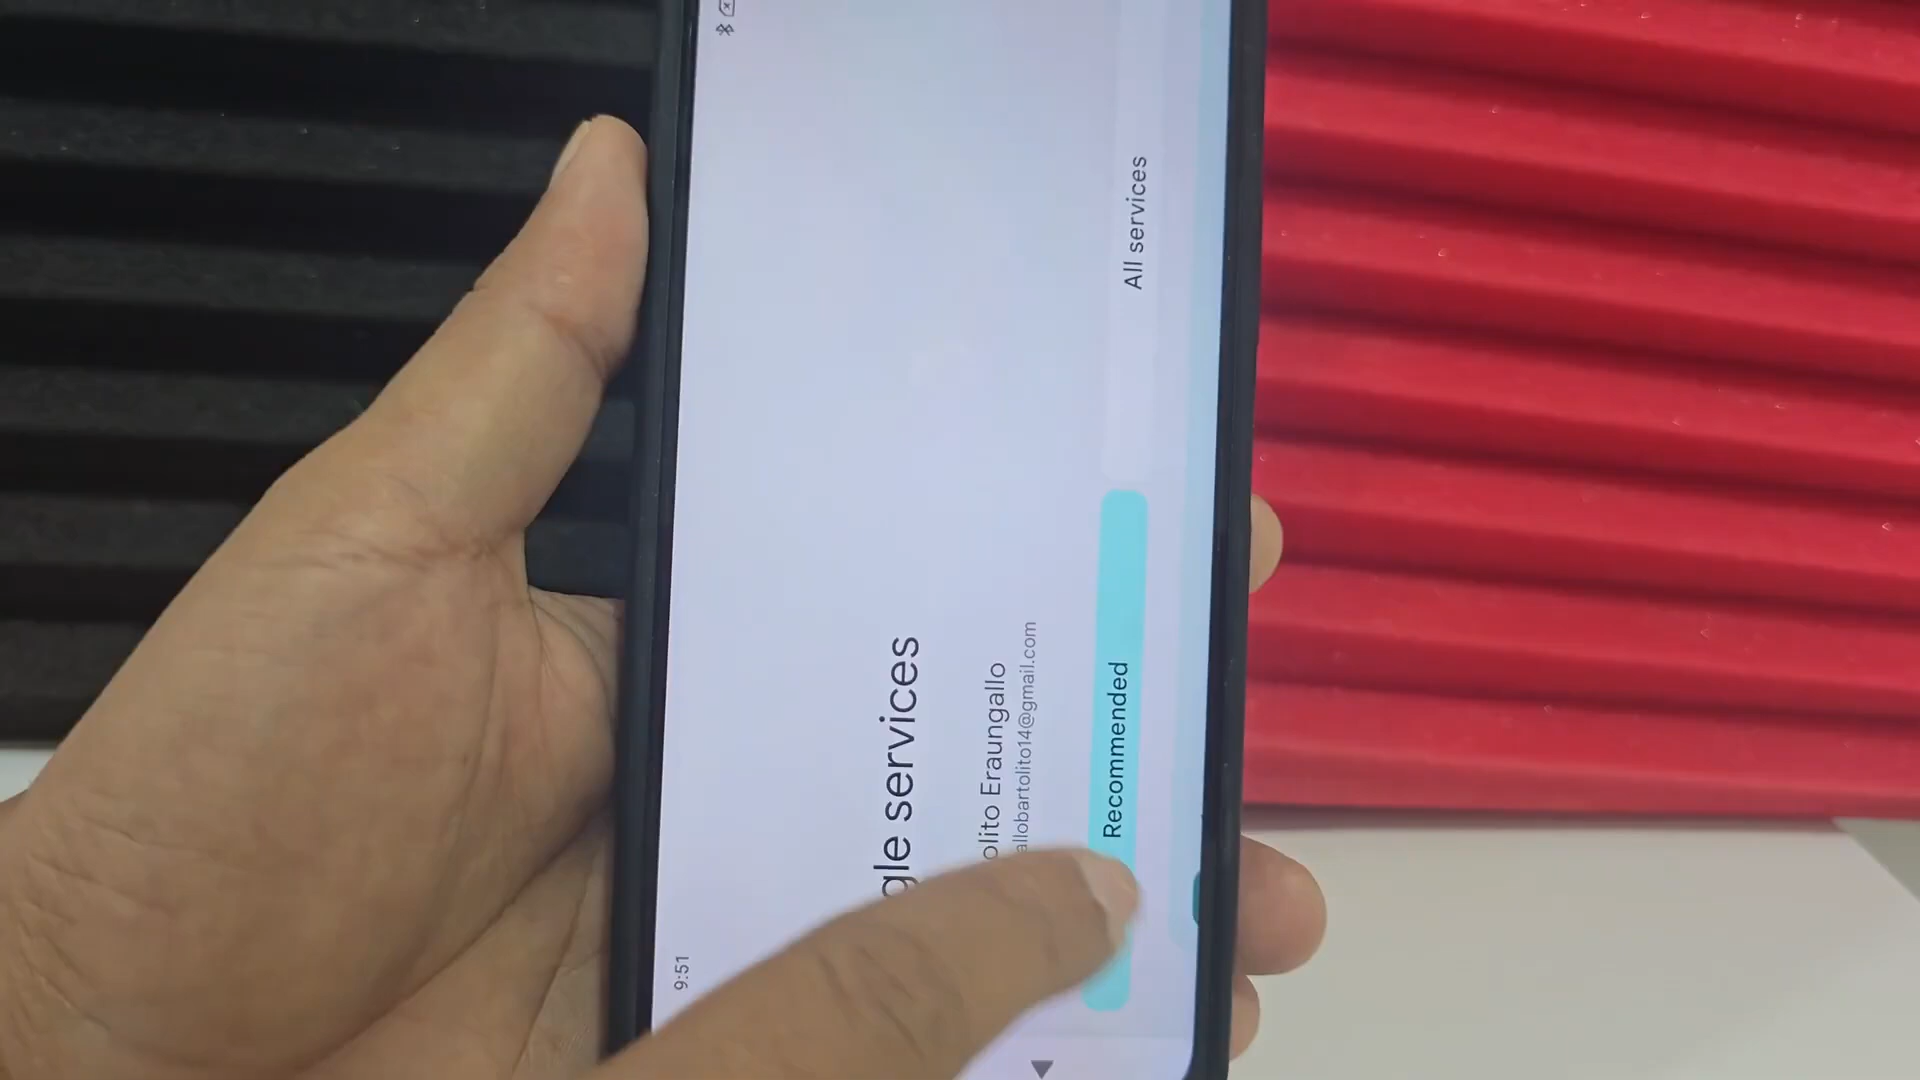 9:51
gle services
olito Eraungallo
allobartolito14@gmail.com
Recommended
All services